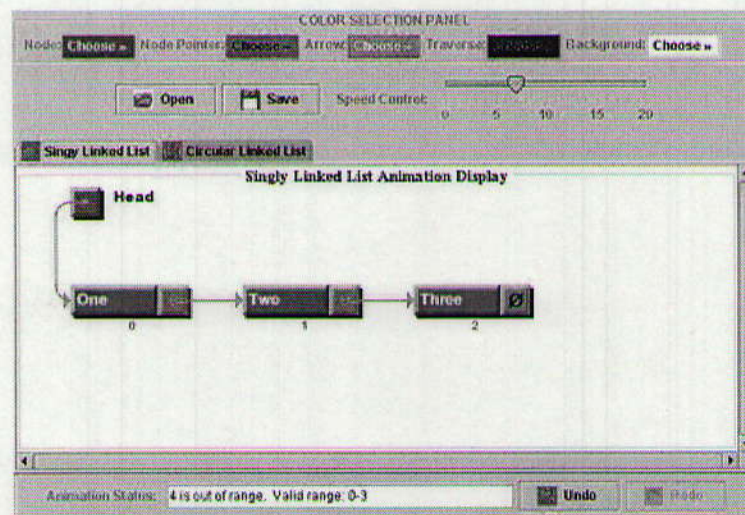 COLOR SELECTION PANEL
Node: Choose » Node Pointer: Choose » Arrow: Choose » Traverse: Background: Choose »
Open Save Speed Control:
0 5 10 15 20
Singy Linked List Circular Linked List
Singly Linked List Animation Display
Head
One Two Three
0 1 2
Animation Status: 4 is out of range. Valid range: 0-3 Undo Redo